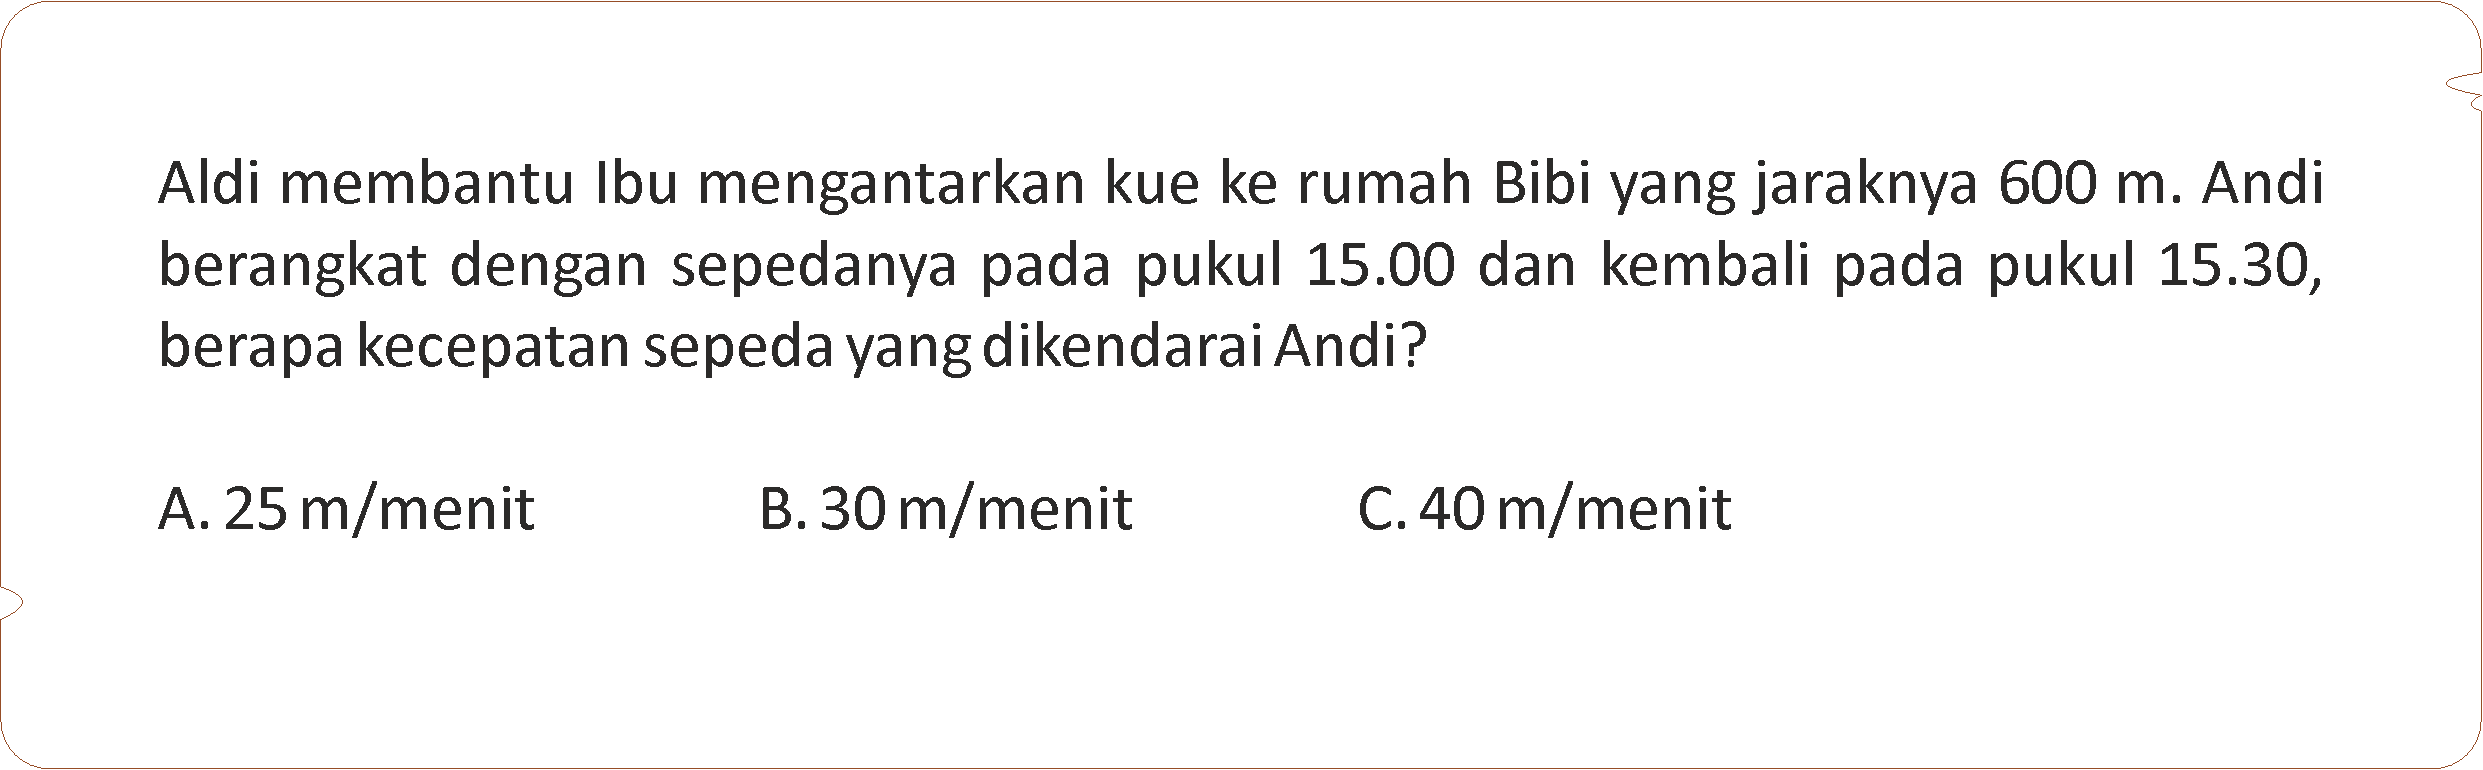 Aldi membantu Ibu mengantarkan kue ke rumah Bibi yang jaraknya 600 m. Andi
berangkat dengan sepedanya pada pukul 15.00 dan kembali pada pukul 15.30,
berapa kecepatan sepeda yang dikendarai Andi?
A. 25 m/menit B. 30 m/menit C. 40 m/menit